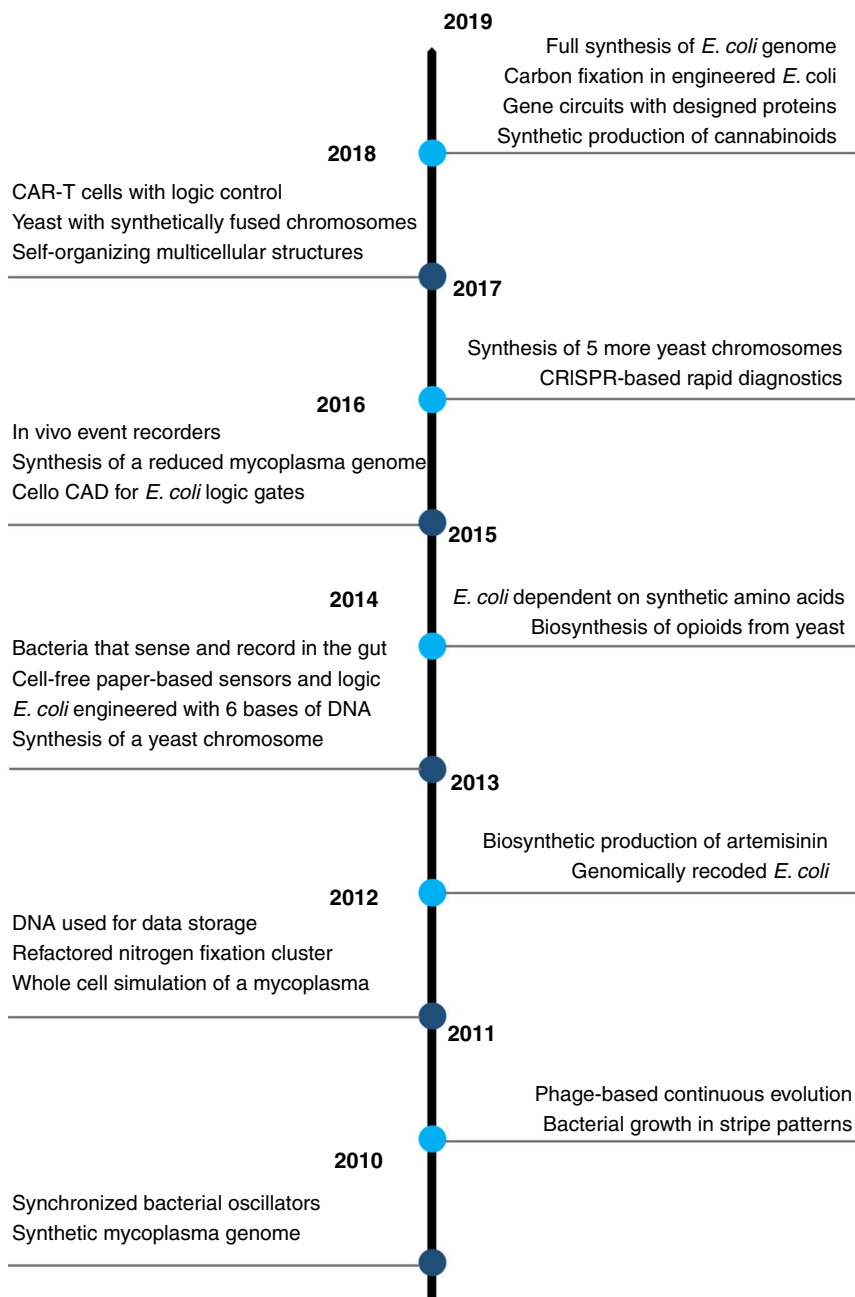 2019
Full synthesis of E. coli genome
Carbon fixation in engineered E. coli
Gene circuits with designed proteins
Synthetic production of cannabinoids
2018
CAR-T cells with logic control
Yeast with synthetically fused chromosomes
Self-organizing multicellular structures
2017
Synthesis of 5 more yeast chromosomes
CRISPR-based rapid diagnostics
2016
In vivo event recorders
Synthesis of a reduced mycoplasma genome
Cello CAD for E. coli logic gates
2015
E. coli dependent on synthetic amino acids
Biosynthesis of opioids from yeast
2014
Bacteria that sense and record in the gut
Cell-free paper-based sensors and logic
E. coli engineered with 6 bases of DNA
Synthesis of a yeast chromosome
2013
Biosynthetic production of artemisinin
Genomically recoded E. coli
2012
DNA used for data storage
Refactored nitrogen fixation cluster
Whole cell simulation of a mycoplasma
2011
Phage-based continuous evolution
Bacterial growth in stripe patterns
2010
Synchronized bacterial oscillators
Synthetic mycoplasma genome